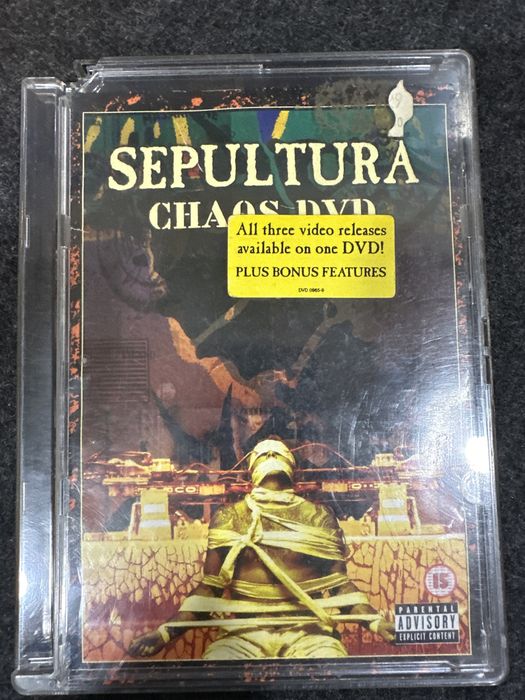 SEPULTURA
CHAOS DVD
All three video releases
available on one DVD!
PLUS BONUS FEATURES
DVD 0965-9
15
PARENTAL
ADVISORY
EXPLICIT CONTENT